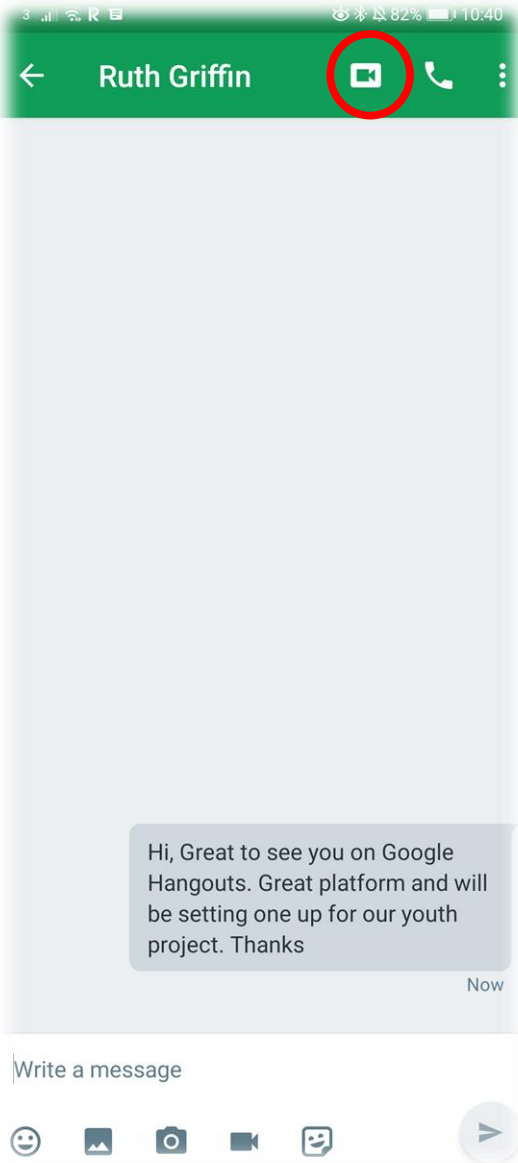 3 R 82% 10:40
Ruth Griffin
Hi, Great to see you on Google
Hangouts. Great platform and will
be setting one up for our youth
project. Thanks
Now
Write a message